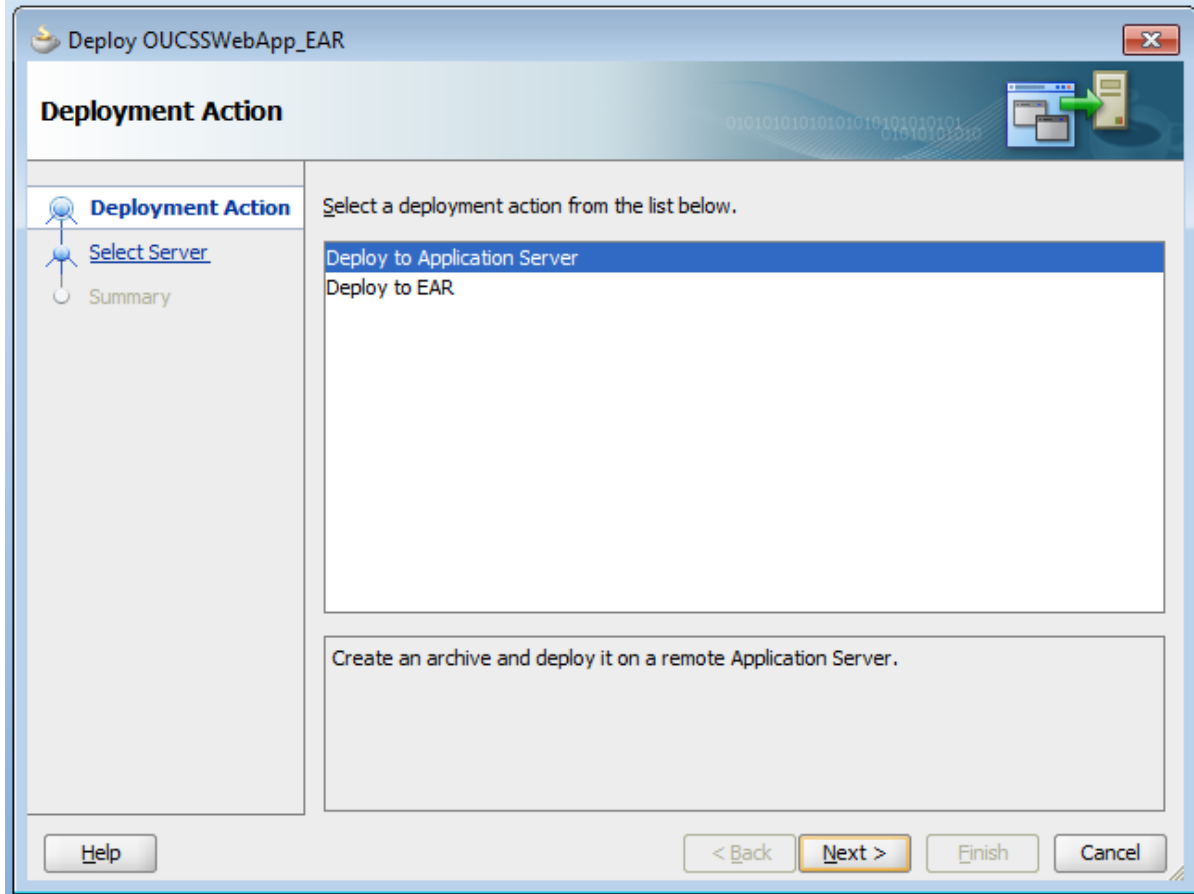 Deploy OUCSSWebApp_EAR
Deployment Action
Deployment Action
Select Server
Summary
Select a deployment action from the list below.
Deploy to Application Server
Deploy to EAR
Create an archive and deploy it on a remote Application Server.
Help
< Back
Next >
Finish
Cancel